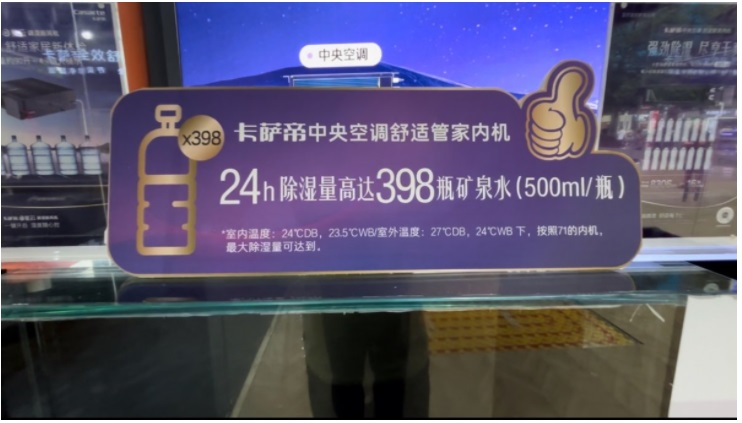 Casarte
中央空调
x398
卡萨帝中央空调舒适管家内机
24h除湿量高达398瓶矿泉水（500ml/瓶）
*室内温度：24℃DB，23.5℃WB/室外温度：27℃DB，24℃WB 下，按照71的内机，
最大除湿量可达到。